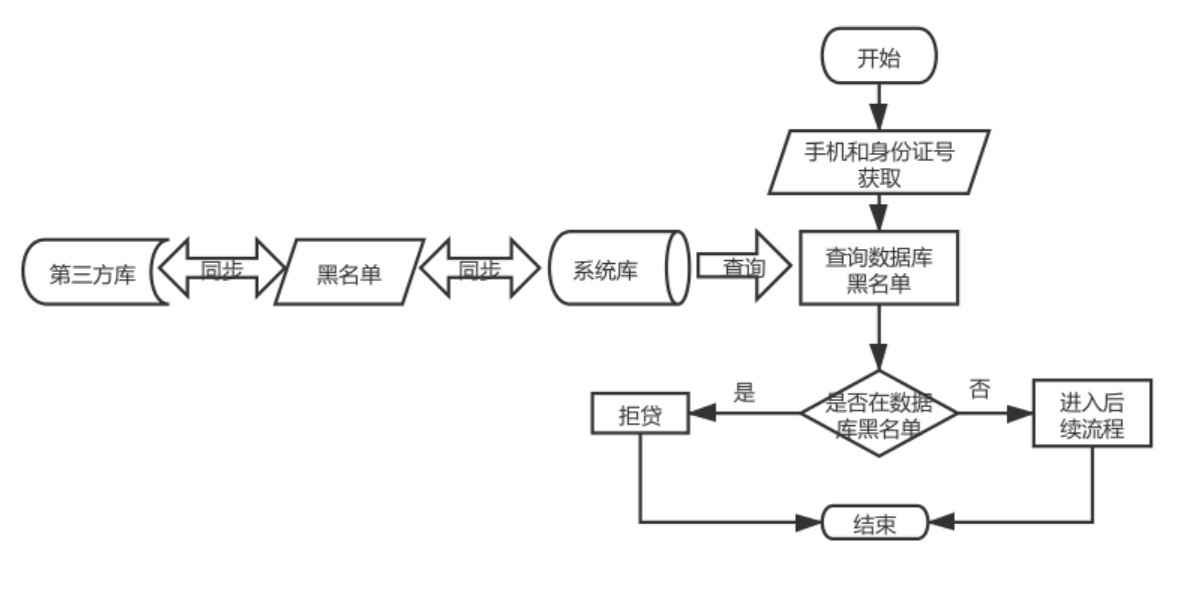 开始
手机和身份证号
获取
第三方库
同步
黑名单
同步
系统库
查询
查询数据库
黑名单
是
否
是否在数据
库黑名单
拒贷
进入后
续流程
结束